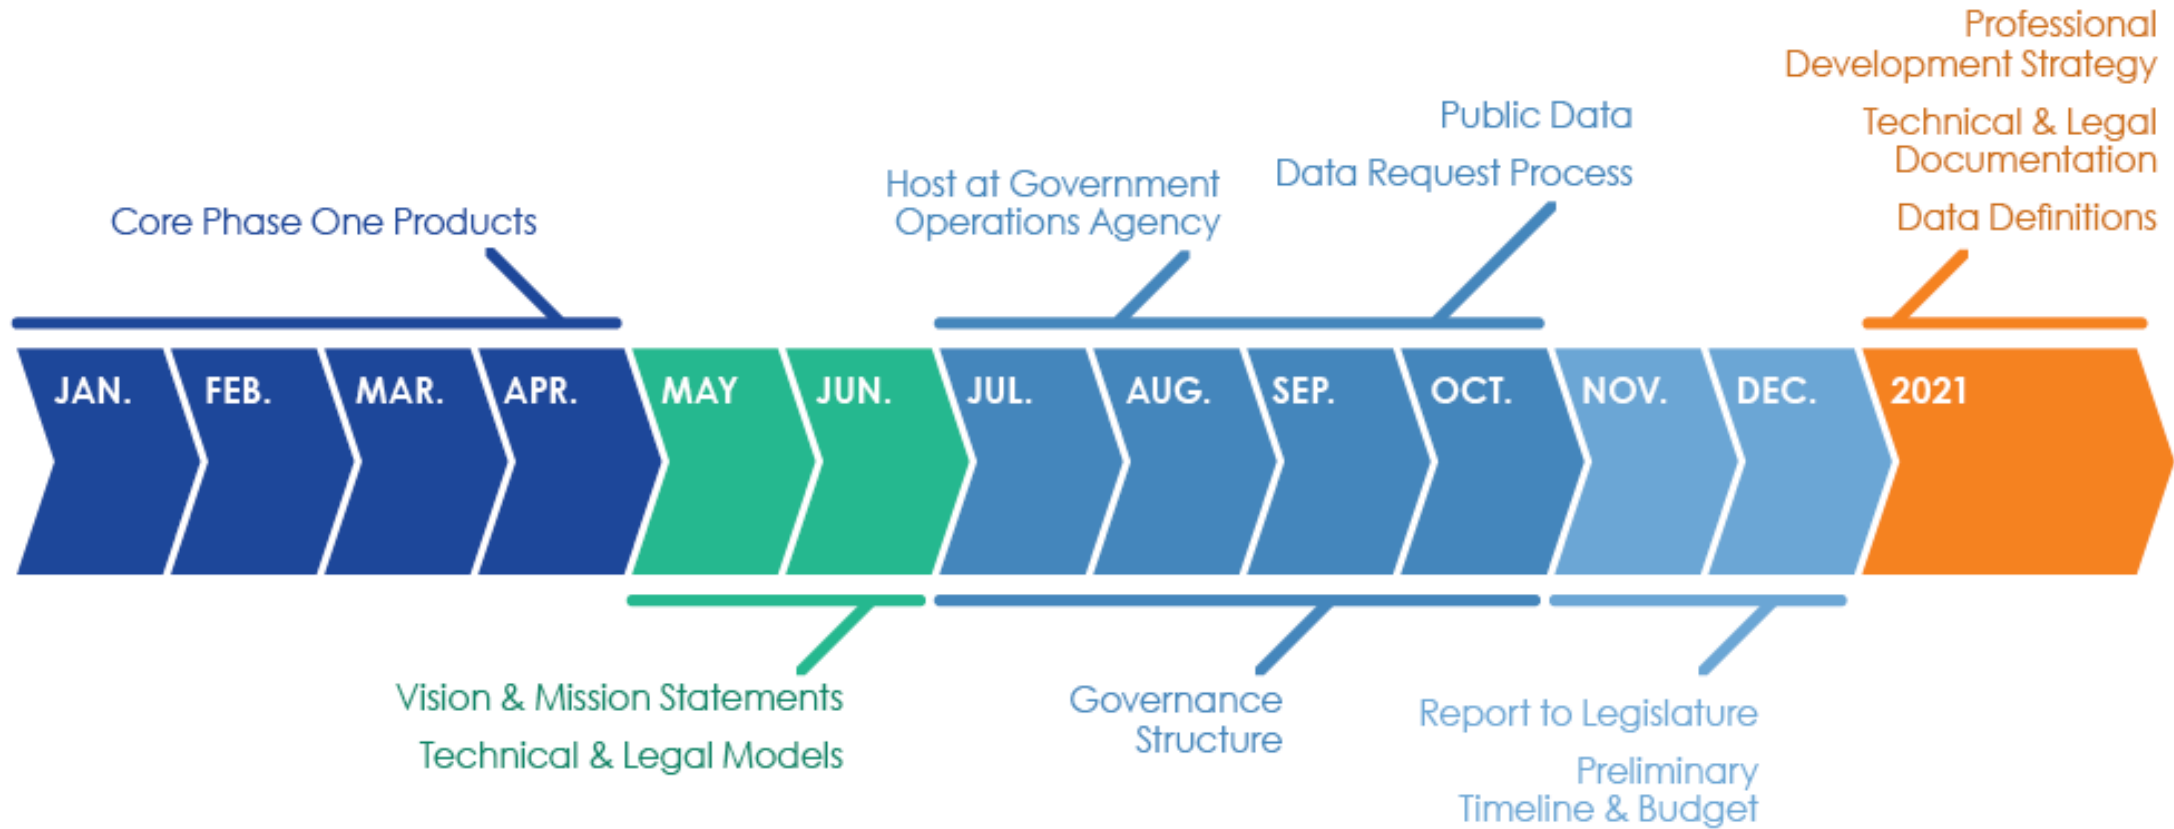 Professional
Development Strategy
Technical & Legal
Documentation
Data Definitions
Public Data
Data Request Process
Host at Government
Operations Agency
Core Phase One Products
JAN.
FEB.
MAR.
APR.
MAY
JUN.
JUL.
AUG.
SEP.
OCT.
NOV.
DEC.
2021
Vision & Mission Statements
Technical & Legal Models
Governance
Structure
Report to Legislature
Preliminary
Timeline & Budget